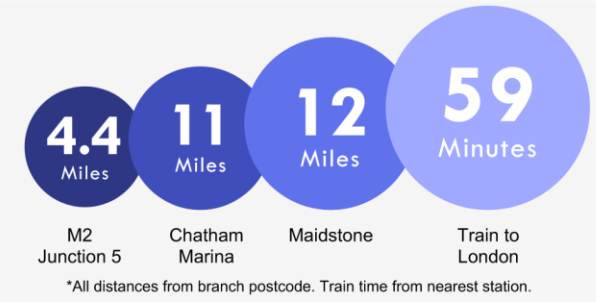 4.4
Miles
11
Miles
12
Miles
59
Minutes
M2
Junction 5
Chatham
Marina
Maidstone
Train to
London
*All distances from branch postcode. Train time from nearest station.